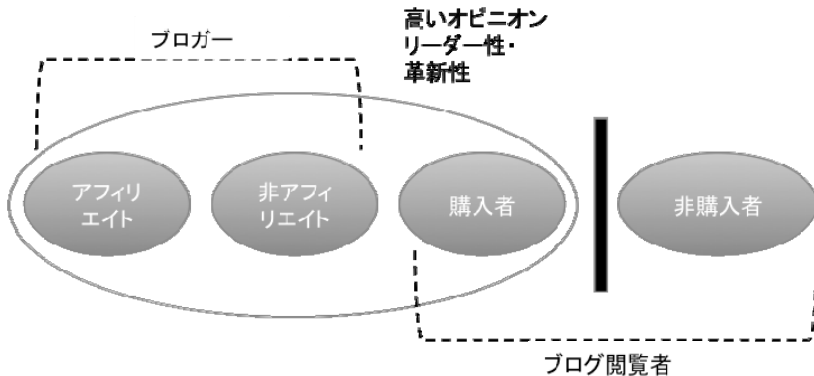 ブロガー
高いオピニオン
リーダー性・
革新性
アフィリ
エイト
非アフィ
リエイト
購入者
非購入者
ブログ閲覧者